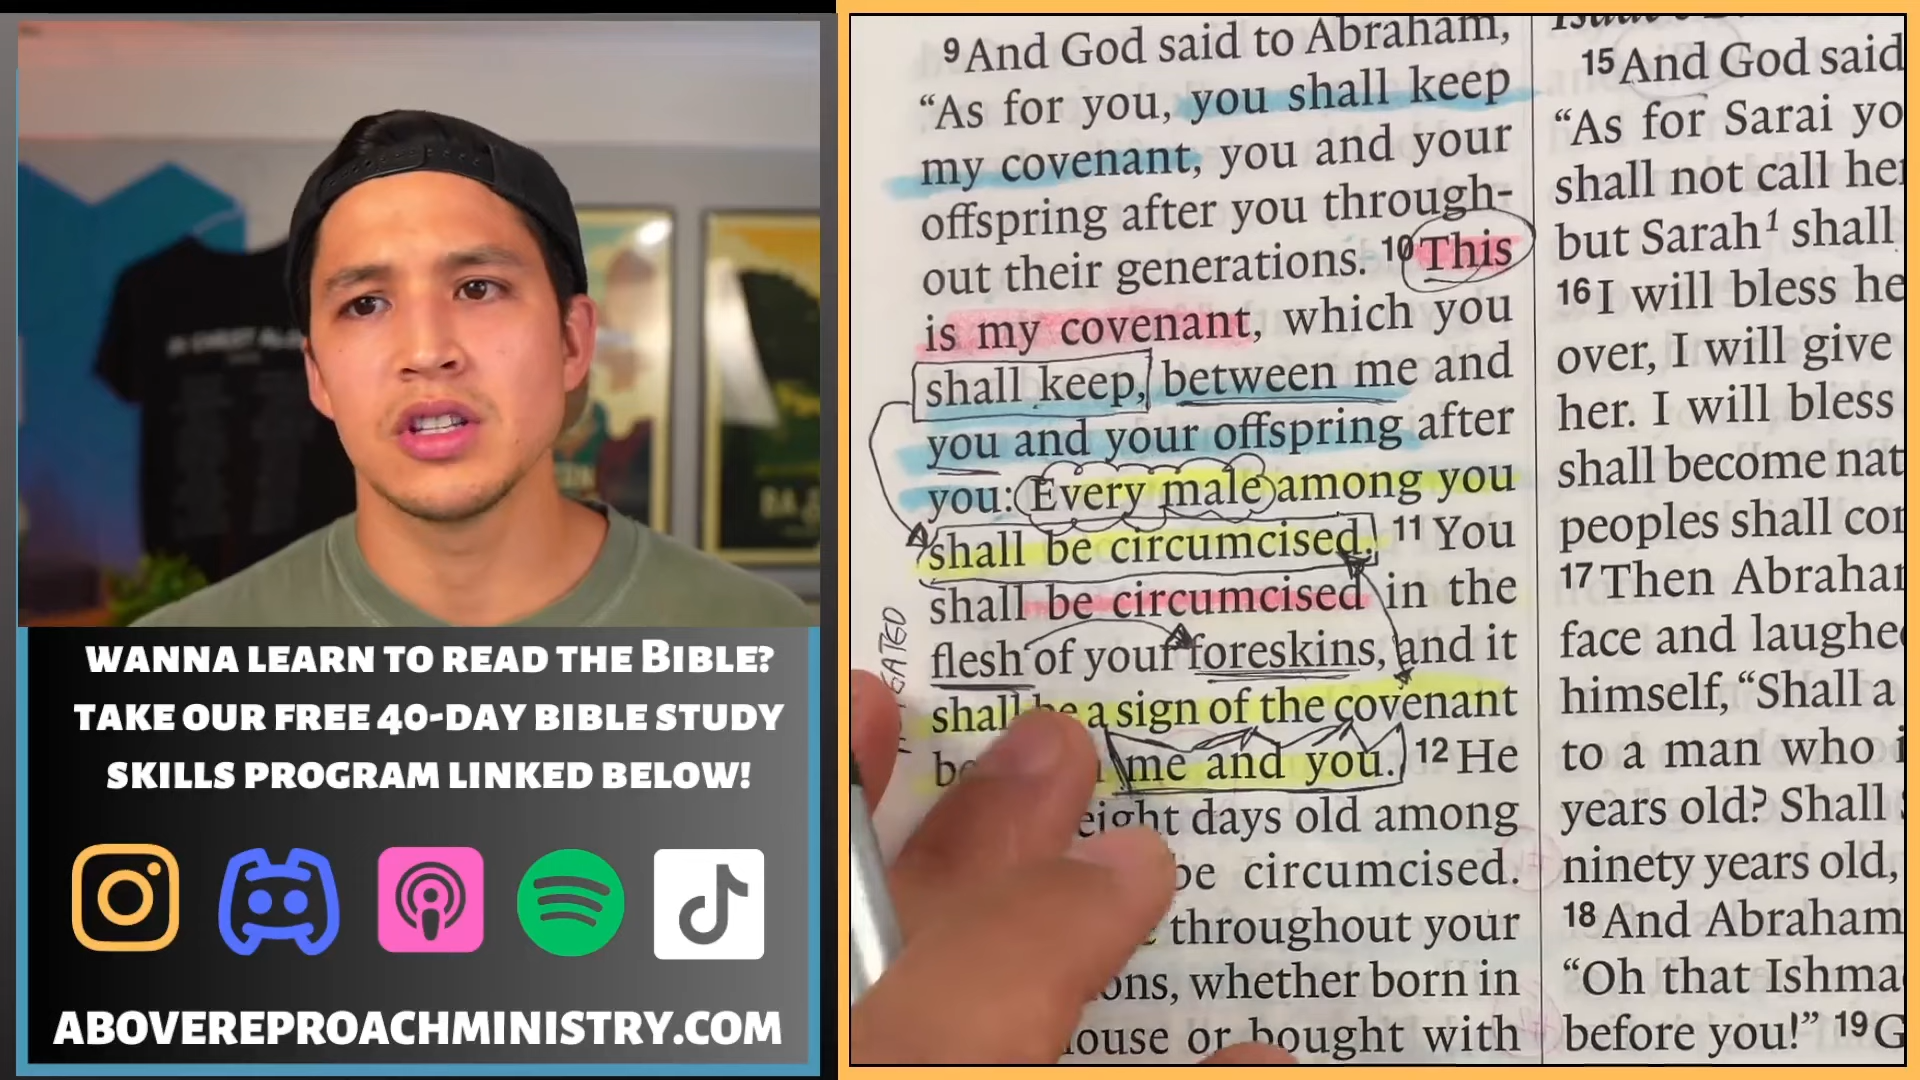 WANNA LEARN TO READ THE BIBLE?
TAKE OUR FREE 40-DAY BIBLE STUDY
SKILLS PROGRAM LINKED BELOW!
ABOVEREPROACHMINISTRY.COM
9 And God said to Abraham,
“As for you, you shall keep
my covenant, you and your
offspring after you through-
out their generations. 10 This
is my covenant, which you
shall keep, between me and
you and your offspring after
you: Every male among you
shall be circumcised. 11 You
shall be circumcised in the
flesh of your foreskins, and it
shall be a sign of the covenant
me and you. 12 He
eight days old among
be circumcised.
throughout your
ons, whether born in
ouse or bought with
15 And God said
“As for Sarai yo
shall not call her
but Sarah¹ shall
16 I will bless he
over, I will give
her. I will bless
shall become nat
peoples shall cor
17 Then Abrahar
face and laughed
himself, “Shall a
to a man who i
years old? Shall
ninety years old,
18 And Abraham
“Oh that Ishma
before you!” 19 G